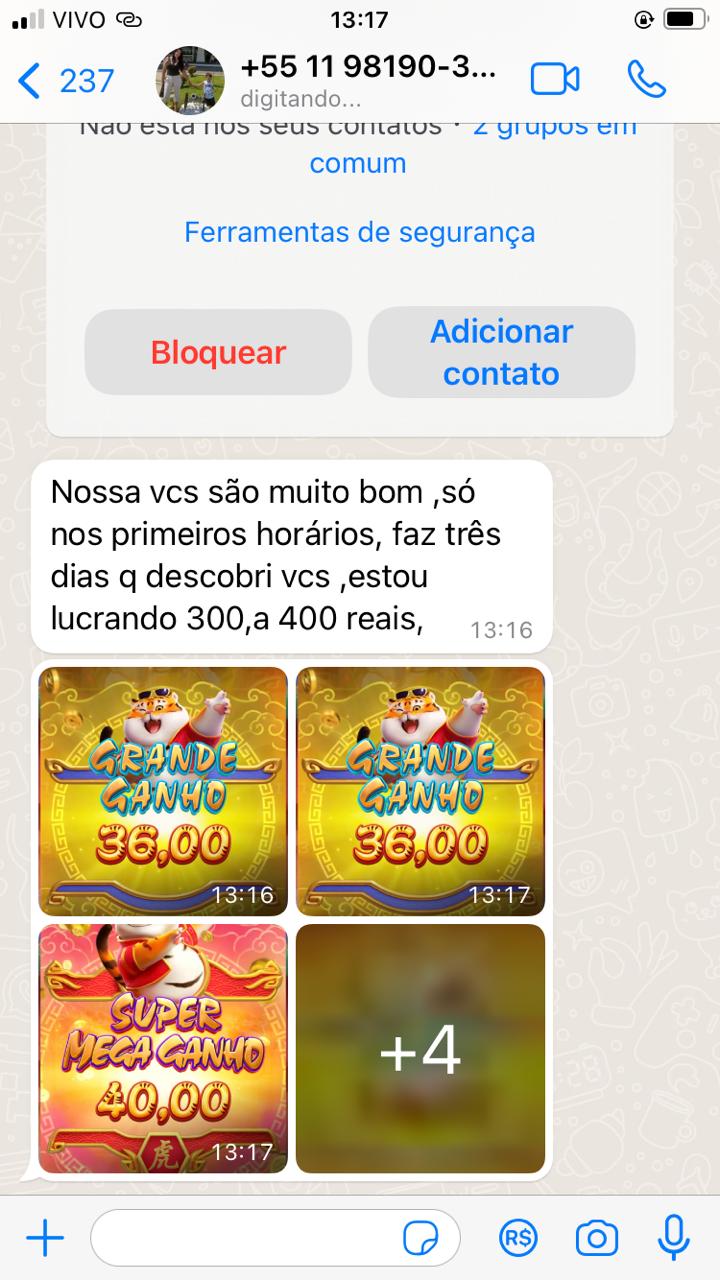 VIVO
13:17
237
+55 11 98190-3...
digitando...
Não está nos seus contatos · 2 grupos em
comum
Ferramentas de segurança
Bloquear
Adicionar
contato
Nossa vcs são muito bom ,só
nos primeiros horários, faz três
dias q descobri vcs ,estou
lucrando 300,a 400 reais,
13:16
GRANDE
GANHO
36,00
13:16
GRANDE
GANHO
36,00
13:17
SUPER
MEGA GANHO
40,00
虎
13:17
+4
R$